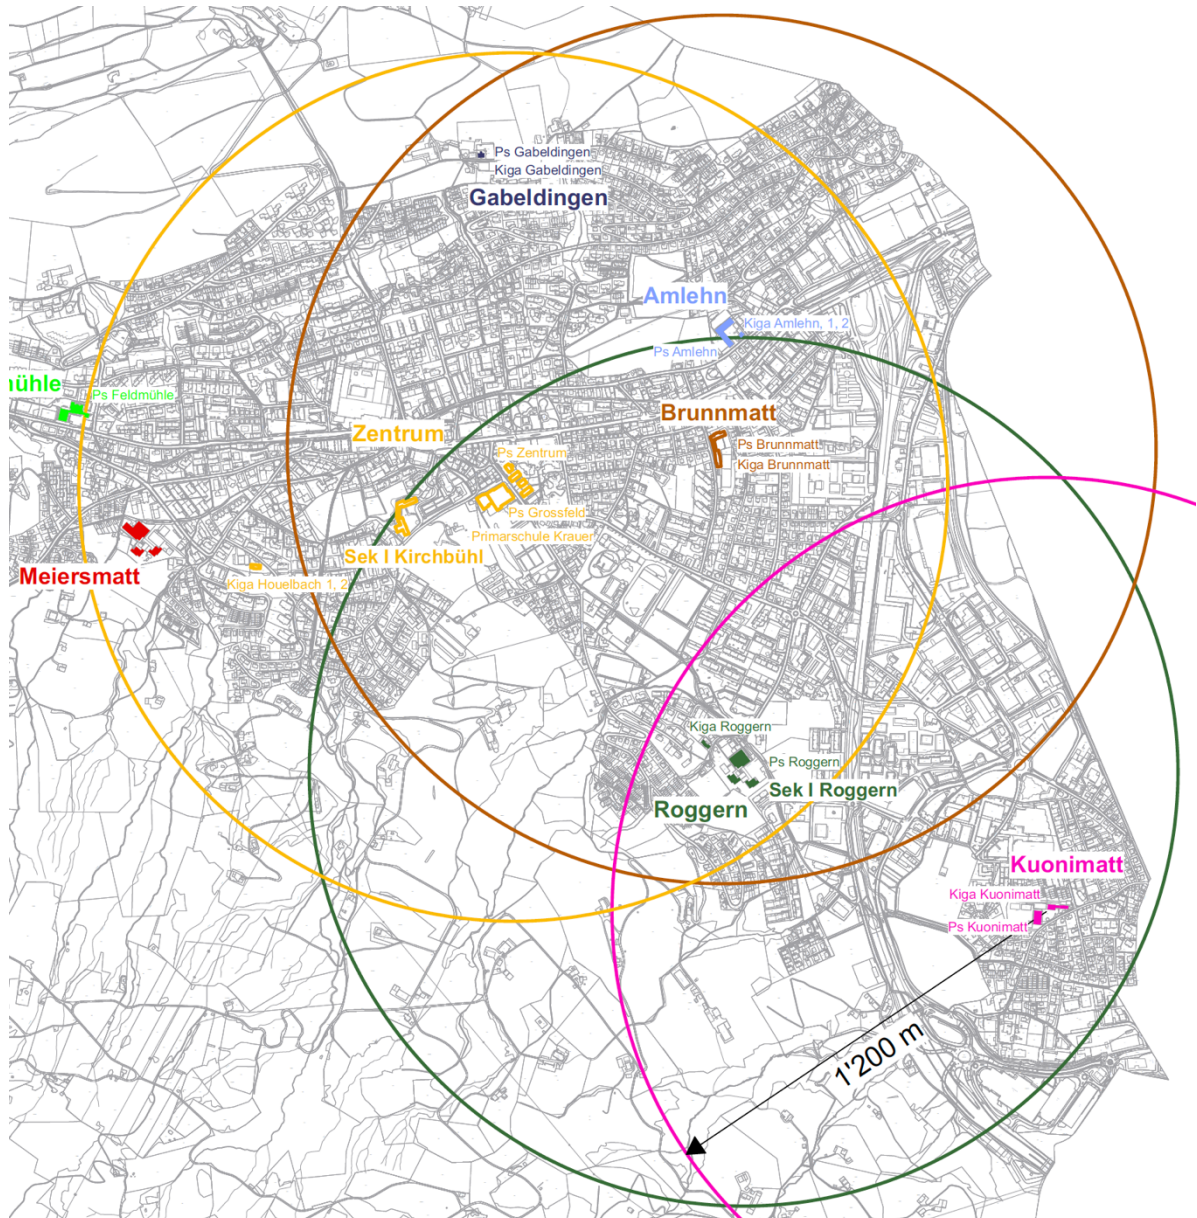 Ps Gabeldingen
Kiga Gabeldingen
Gabeldingen
Amlehn
Kiga Amlehn, 1, 2
Ps Amlehn
ühle
Ps Feldmühle
Brunnmatt
Ps Brunnmatt
Kiga Brunnmatt
Zentrum
Ps Zentrum
Ps Grossfeld
Primarschule Krauer
Sek I Kirchbühl
Meiersmatt
Kiga Houelbach 1, 2
Kiga Roggern
Ps Roggern
Sek I Roggern
Roggern
Kuonimatt
Kiga Kuonimatt
Ps Kuonimatt
1'200 m